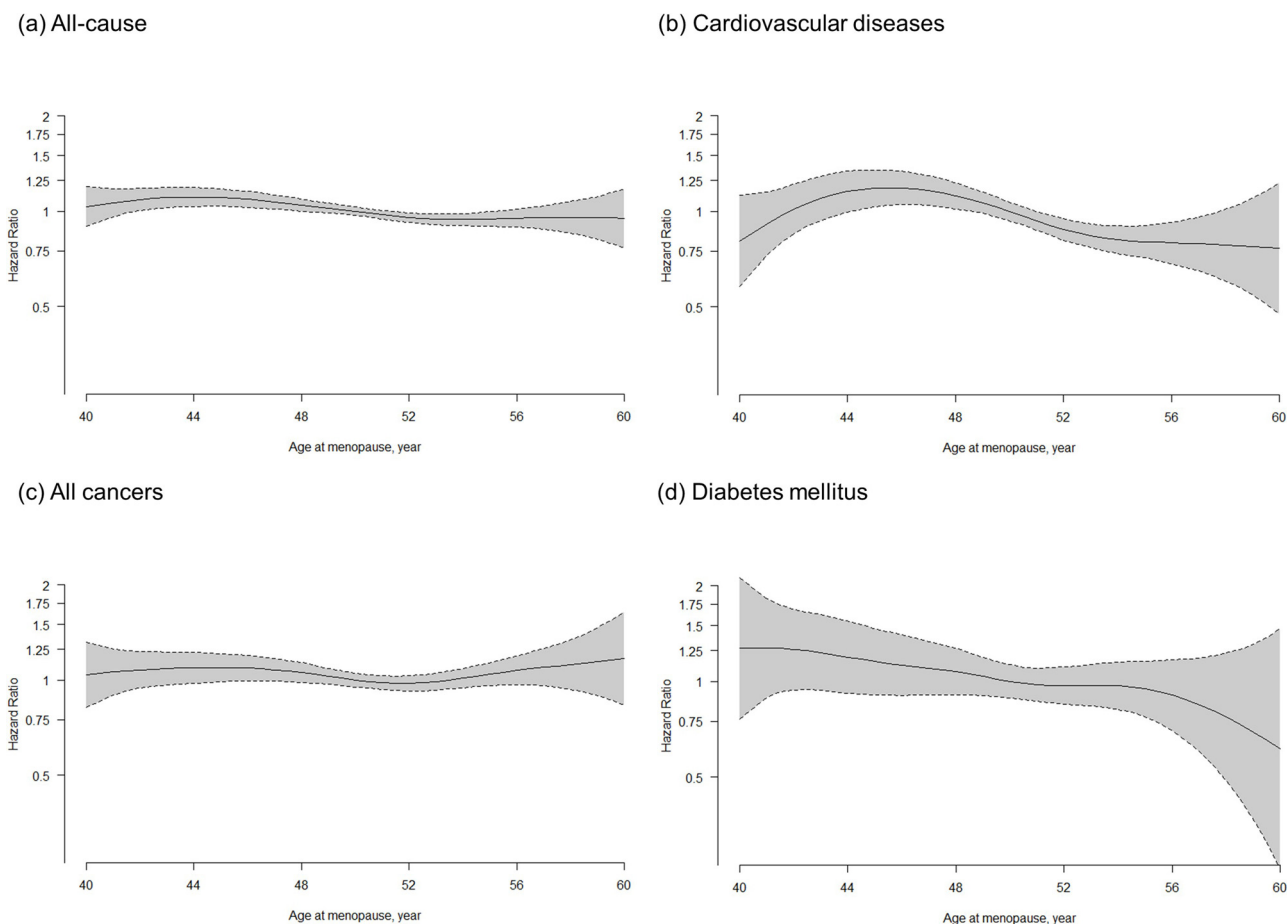 (a) All-cause
2
1.75
1.5
1.25
1
0.75
0.5
Hazard Ratio
40 44 48 52 56 60
Age at menopause, year
(b) Cardiovascular diseases
2
1.75
1.5
1.25
1
0.75
0.5
Hazard Ratio
40 44 48 52 56 60
Age at menopause, year
(c) All cancers
2
1.75
1.5
1.25
1
0.75
0.5
Hazard Ratio
40 44 48 52 56 60
Age at menopause, year
(d) Diabetes mellitus
2
1.75
1.5
1.25
1
0.75
0.5
Hazard Ratio
40 44 48 52 56 60
Age at menopause, year